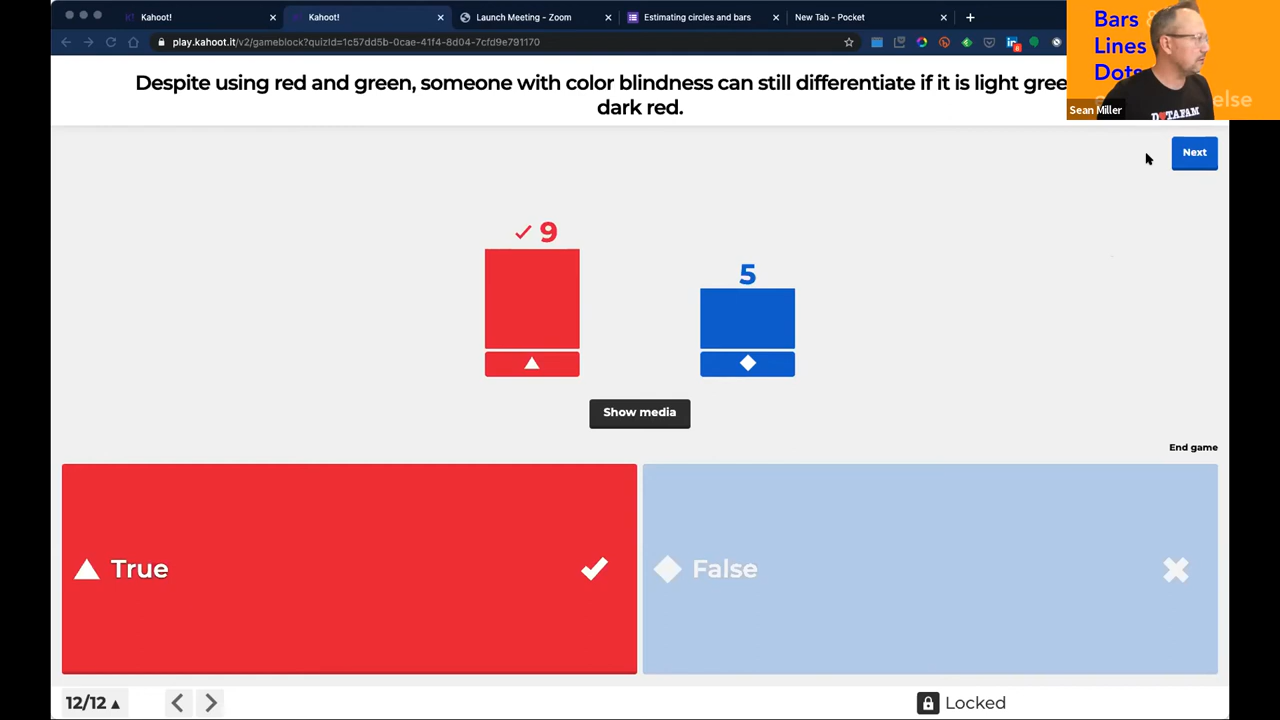 Kahoot!
Kahoot!
Launch Meeting - Zoom
Estimating circles and bars
New Tab - Pocket
play.kahoot.it/v2/gameblock?quizId=1c57dd5b-0cae-41f4-8d04-7cfd9e791170
Bars
Lines
Dots
else
Sean Miller
Despite using red and green, someone with color blindness can still differentiate if it is light gree
dark red.
Next
9
5
Show media
End game
True
False
12/12
Locked